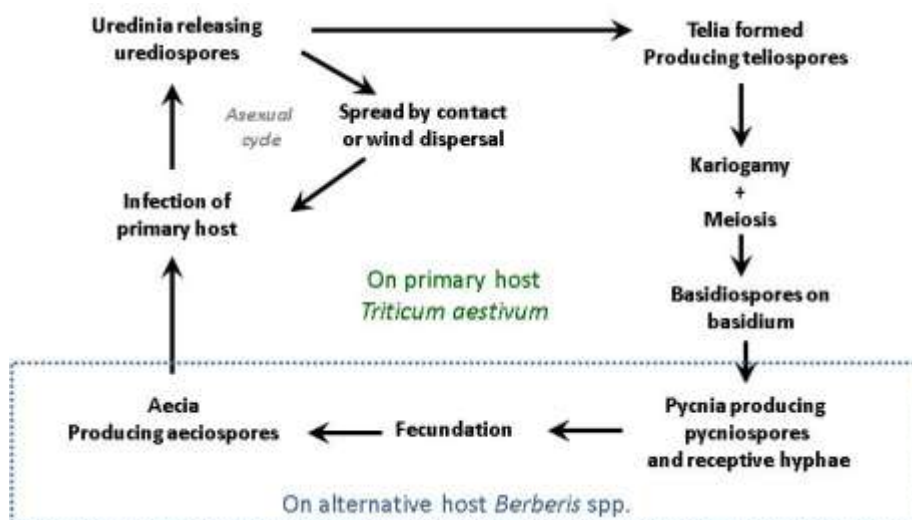 Uredinia releasing
urediospores
Telia formed
Producing teliospores
Asexual
cycle
Spread by contact
or wind dispersal
Kariogamy
+
Meiosis
Infection of
primary host
On primary host
Triticum aestivum
Basidiospores on
basidium
Aecia
Producing aeciospores
Fecundation
Pycnia producing
pycniospores
and receptive hyphae
On alternative host Berberis spp.